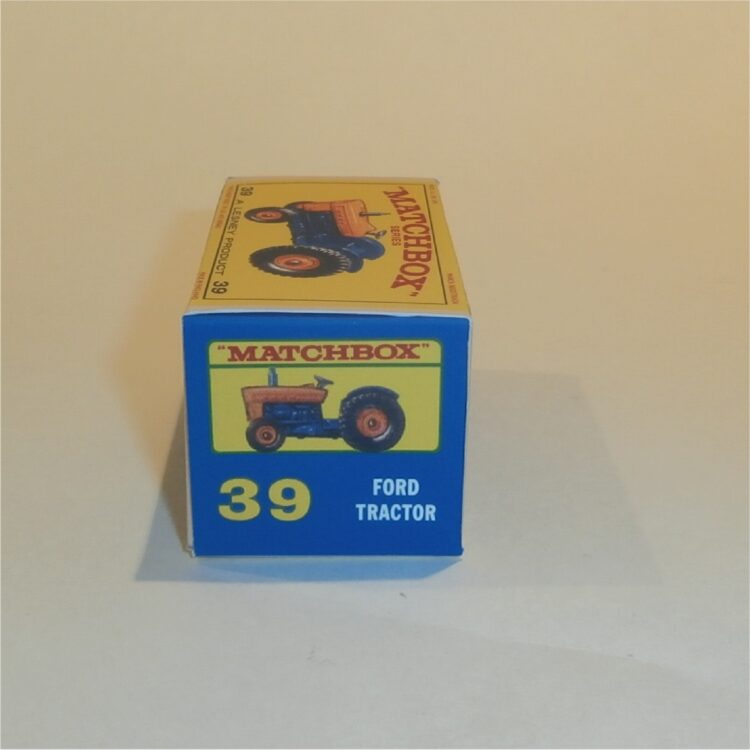 "MATCHBOX"
SERIES
39 A LESNEY PRODUCT 39
"MATCHBOX"
39
FORD
TRACTOR